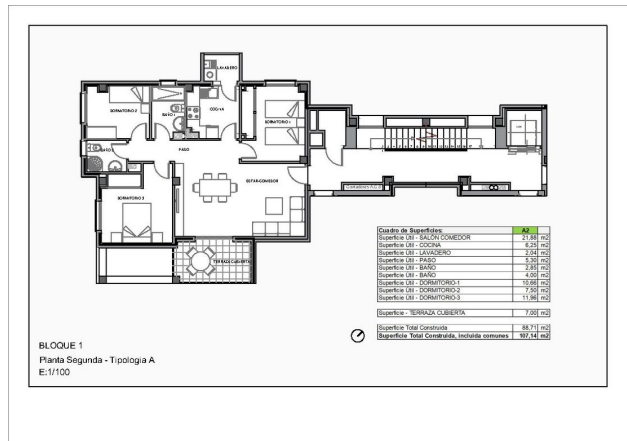 LAVADERO
DORMITORIO 2
BAÑO 1
COCINA
DORMITORIO 1
PASO
ESTAR-COMEDOR
TERRAZA CUBIERTA
Cuadro de Superficies: A2
Superficie Útil - SALÓN COMEDOR 21,88 m2
Superficie Útil - COCINA 6,25 m2
Superficie Útil - LAVADERO 2,04 m2
Superficie Útil - PASO 5,30 m2
Superficie Útil - BAÑO 2,85 m2
Superficie Útil - BAÑO 4,00 m2
Superficie Útil - DORMITORIO-1 10,66 m2
Superficie Útil - DORMITORIO-2 7,50 m2
Superficie Útil - DORMITORIO-3 11,96 m2
Superficie - TERRAZA CUBIERTA 7,00 m2
Superficie Total Construida 88,71 m2
Superficie Total Construida, incluida comunes 107,14 m2
BLOQUE 1
Planta Segunda - Tipologia A
E:1/100